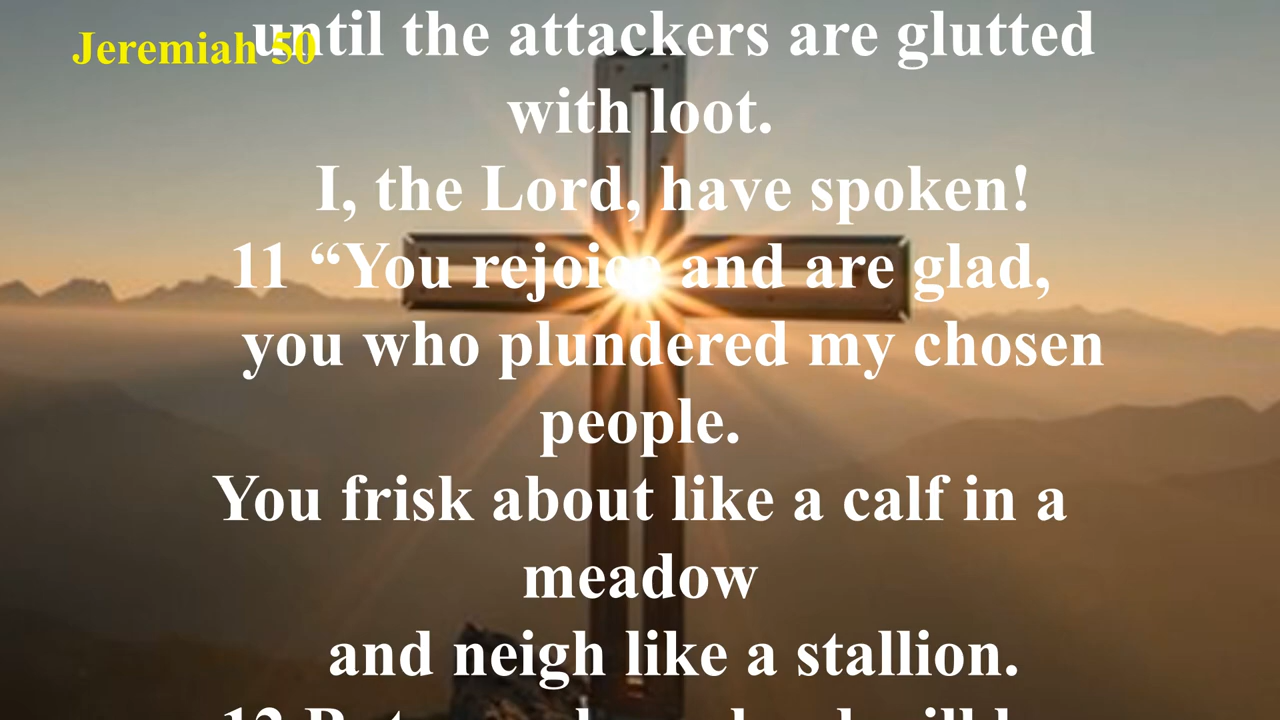 Jeremiah 50
until the attackers are glutted
with loot.
I, the Lord, have spoken!
11 “You rejoice and are glad,
you who plundered my chosen
people.
You frisk about like a calf in a
meadow
and neigh like a stallion.